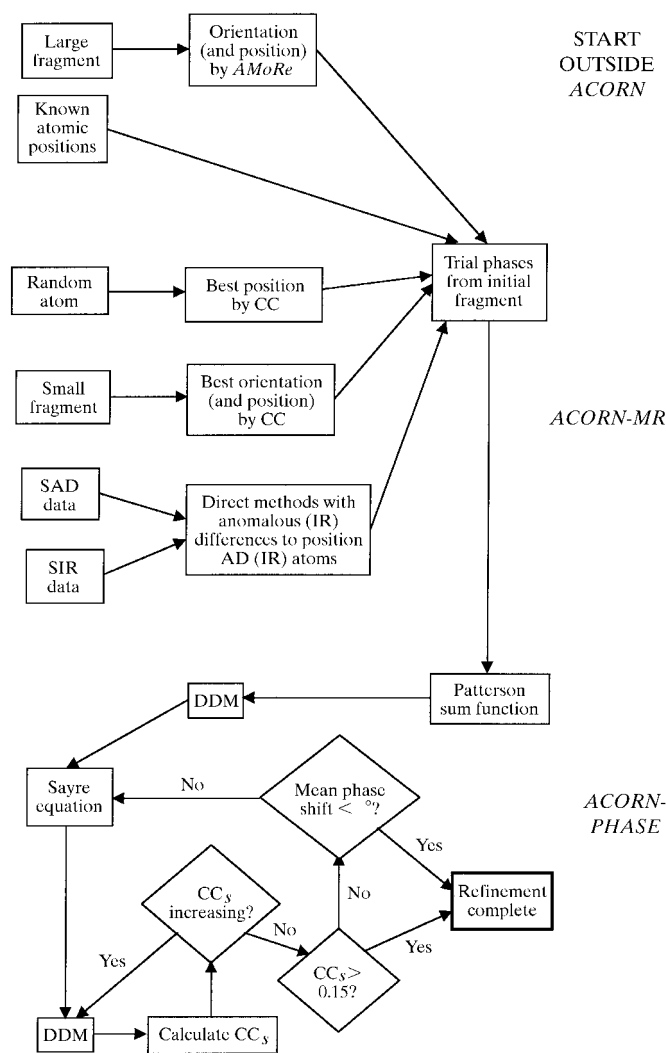 Large
fragment
Orientation
(and position)
by AMoRe
START
OUTSIDE
ACORN
Known
atomic
positions
Trial phases
from initial
fragment
Random
atom
Best position
by CC
Small
fragment
Best orientation
(and position)
by CC
ACORN-MR
SAD
data
Direct methods with
anomalous (IR)
differences to position
AD (IR) atoms
SIR
data
Patterson
sum function
DDM
Sayre
equation
No
Mean phase
shift < °?
ACORN-
PHASE
Yes
Refinement
complete
CCs
increasing?
No
No
Yes
Yes
CCs>
0.15?
DDM
Calculate CCs